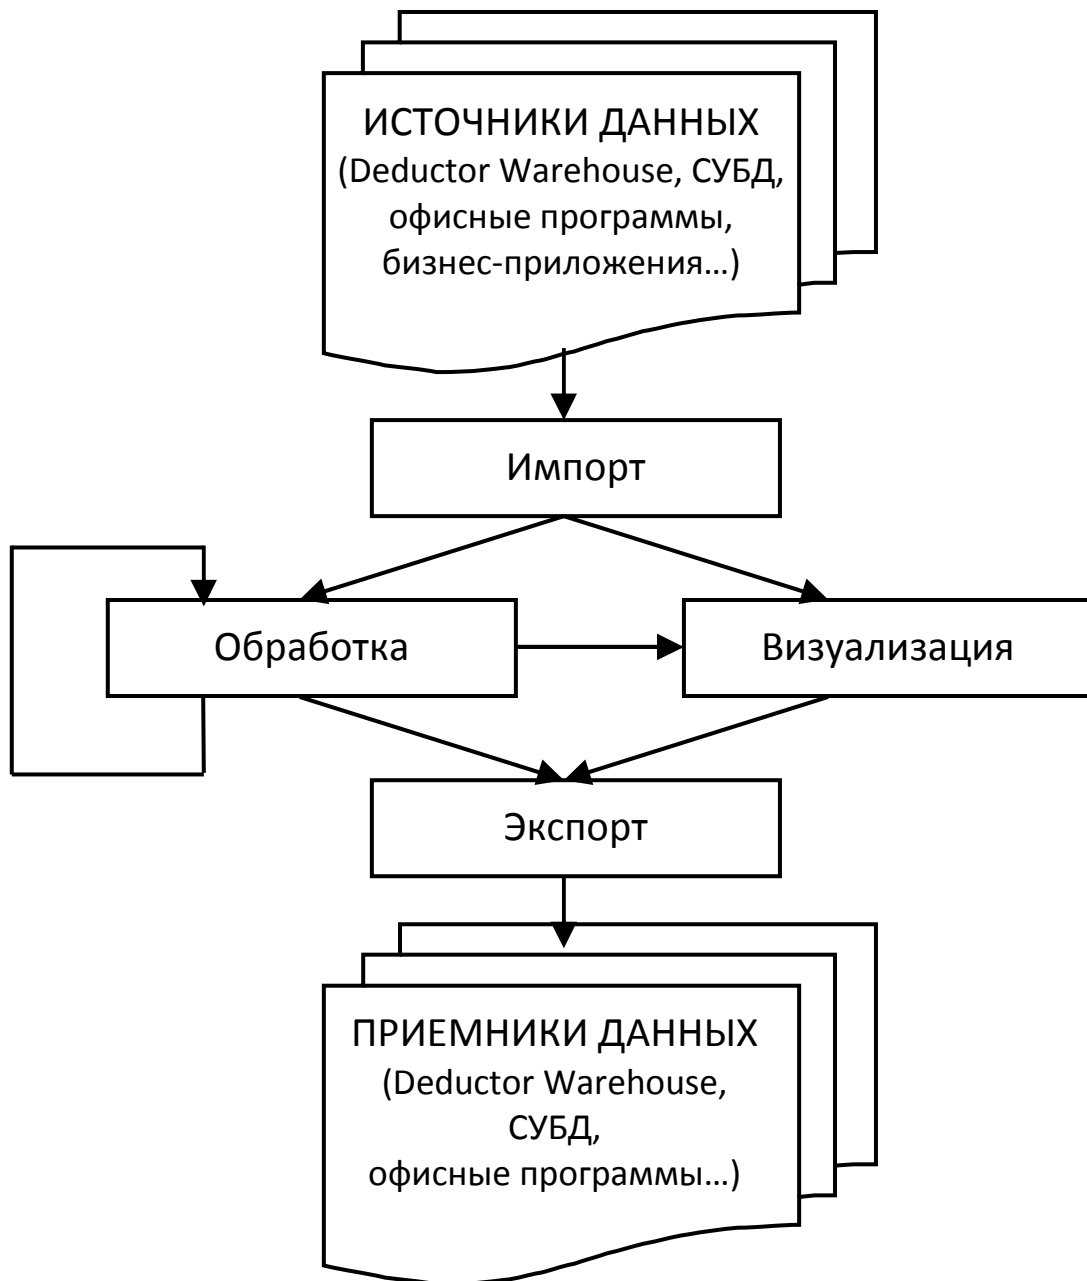 ИСТОЧНИКИ ДАННЫХ
(Deductor Warehouse, СУБД,
офисные программы,
бизнес-приложения…)
Импорт
Обработка
Визуализация
Экспорт
ПРИЕМНИКИ ДАННЫХ
(Deductor Warehouse,
СУБД,
офисные программы…)